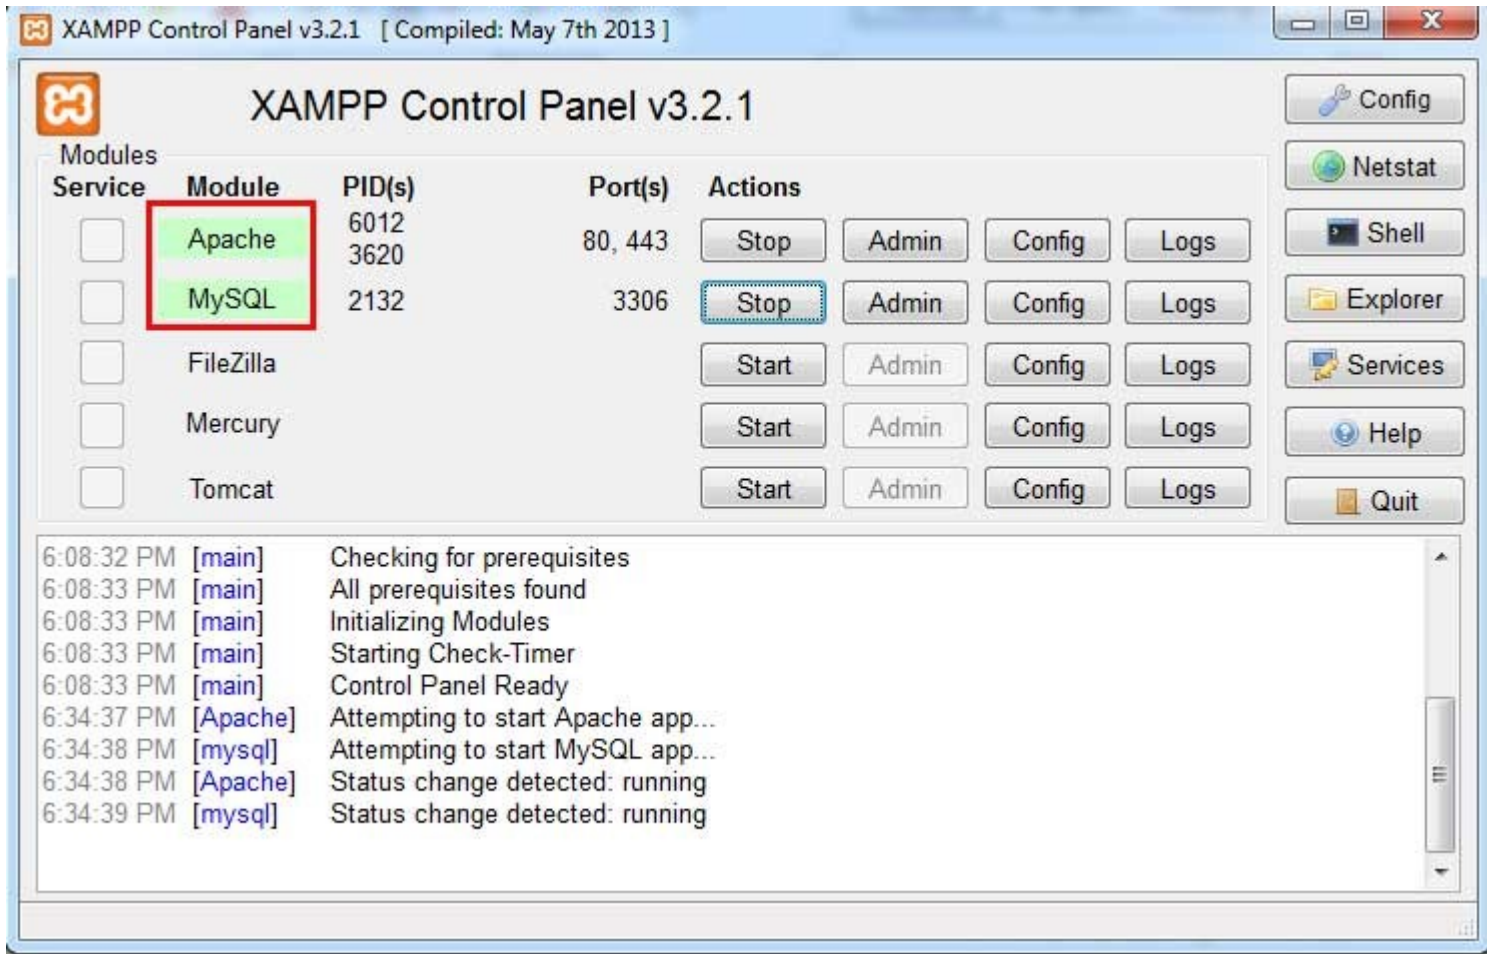 XAMPP Control Panel v3.2.1 [ Compiled: May 7th 2013 ]
XAMPP Control Panel v3.2.1
Config
Modules
Service Module PID(s) Port(s) Actions
Netstat
Apache 6012 3620 80, 443 Stop Admin Config Logs
Shell
MySQL 2132 3306 Stop Admin Config Logs
Explorer
FileZilla Start Admin Config Logs
Services
Mercury Start Admin Config Logs
Help
Tomcat Start Admin Config Logs
Quit
6:08:32 PM [main] Checking for prerequisites
6:08:33 PM [main] All prerequisites found
6:08:33 PM [main] Initializing Modules
6:08:33 PM [main] Starting Check-Timer
6:08:33 PM [main] Control Panel Ready
6:34:37 PM [Apache] Attempting to start Apache app...
6:34:38 PM [mysql] Attempting to start MySQL app...
6:34:38 PM [Apache] Status change detected: running
6:34:39 PM [mysql] Status change detected: running